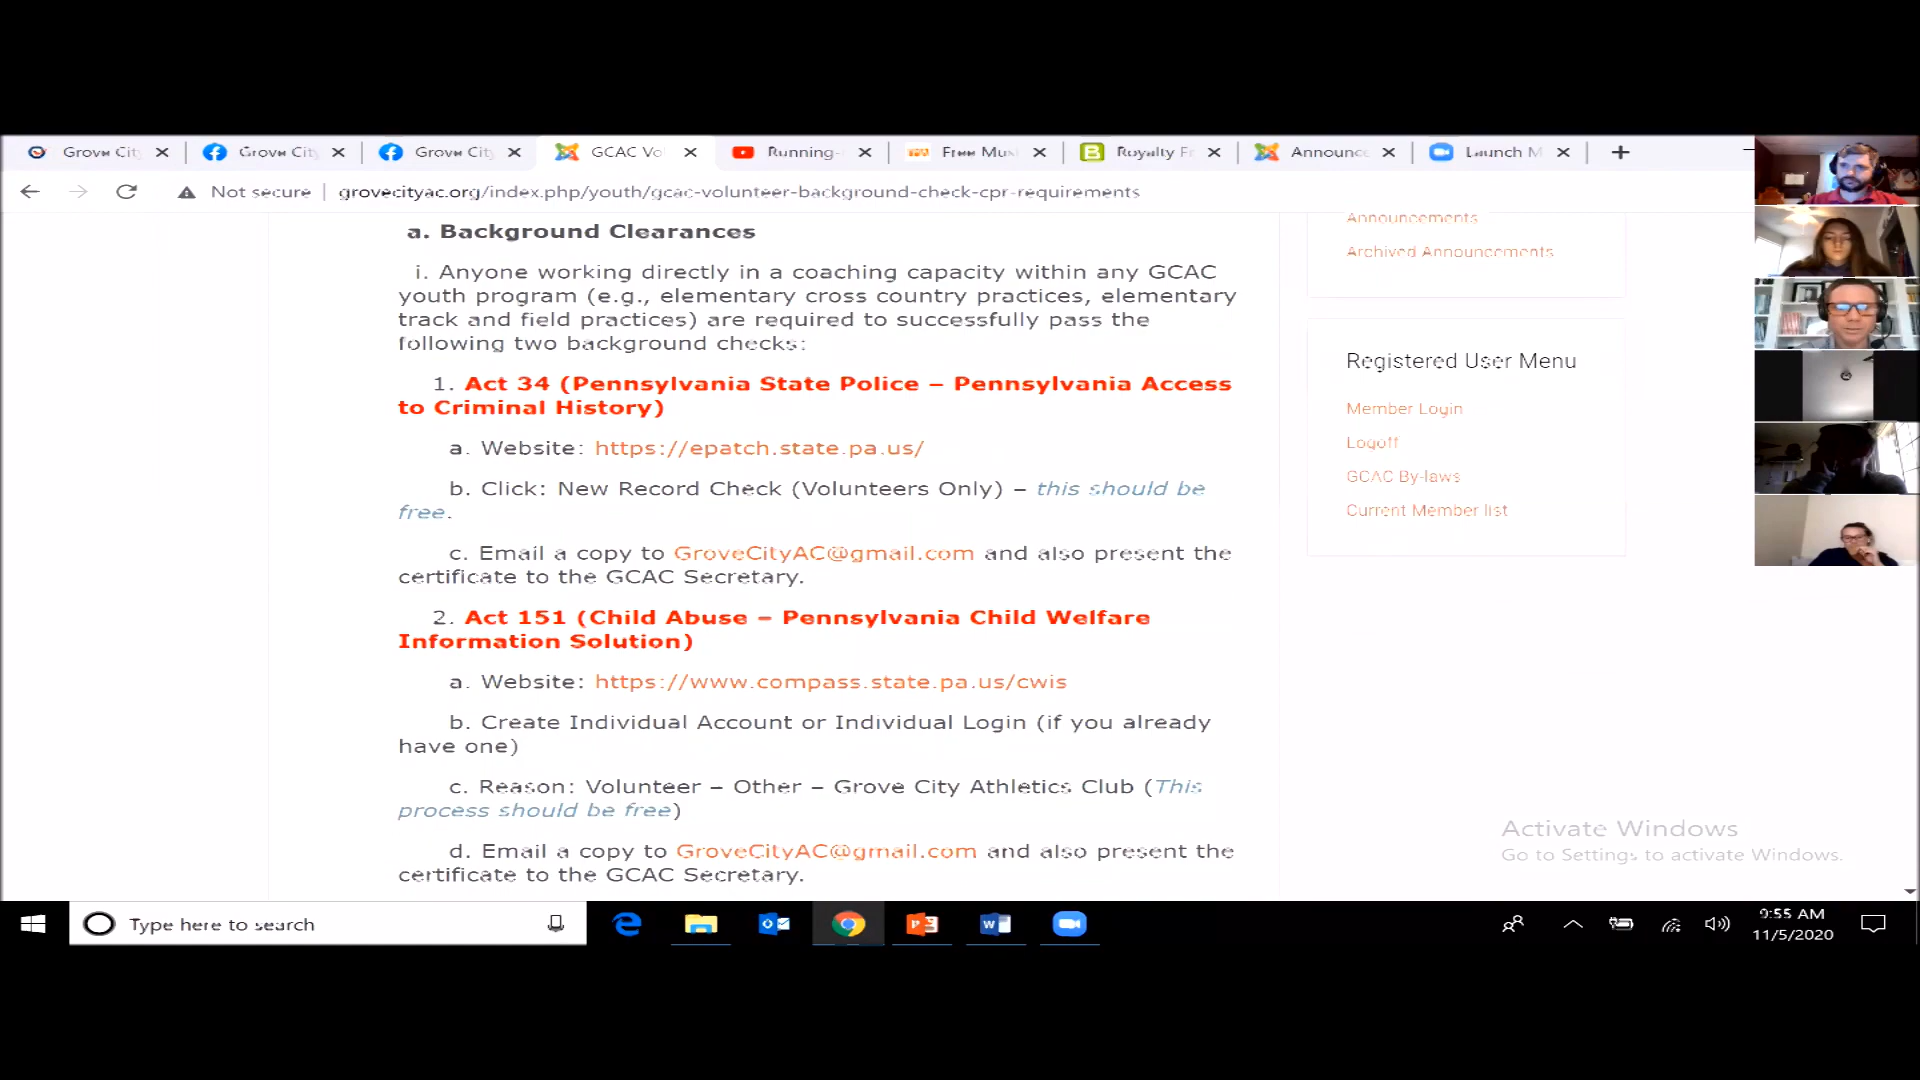 Grove City
Grove City
Grove City
GCAC Vo
Running-
Free Mus
Royalty Fr
Announce
Launch M
Not secure | grovecityac.org/index.php/youth/gcac-volunteer-background-check-cpr-requirements
a. Background Clearances
i. Anyone working directly in a coaching capacity within any GCAC
youth program (e.g., elementary cross country practices, elementary
track and field practices) are required to successfully pass the
following two background checks:
1. Act 34 (Pennsylvania State Police – Pennsylvania Access
to Criminal History)
a. Website: https://epatch.state.pa.us/
b. Click: New Record Check (Volunteers Only) – this should be
free.
c. Email a copy to GroveCityAC@gmail.com and also present the
certificate to the GCAC Secretary.
2. Act 151 (Child Abuse – Pennsylvania Child Welfare
Information Solution)
a. Website: https://www.compass.state.pa.us/cwis
b. Create Individual Account or Individual Login (if you already
have one)
c. Reason: Volunteer – Other – Grove City Athletics Club (This
process should be free)
d. Email a copy to GroveCityAC@gmail.com and also present the
certificate to the GCAC Secretary.
Announcements
Archived Announcements
Registered User Menu
Member Login
Logoff
GCAC By-laws
Current Member list
Activate Windows
Go to Settings to activate Windows.
Type here to search
9:55 AM
11/5/2020